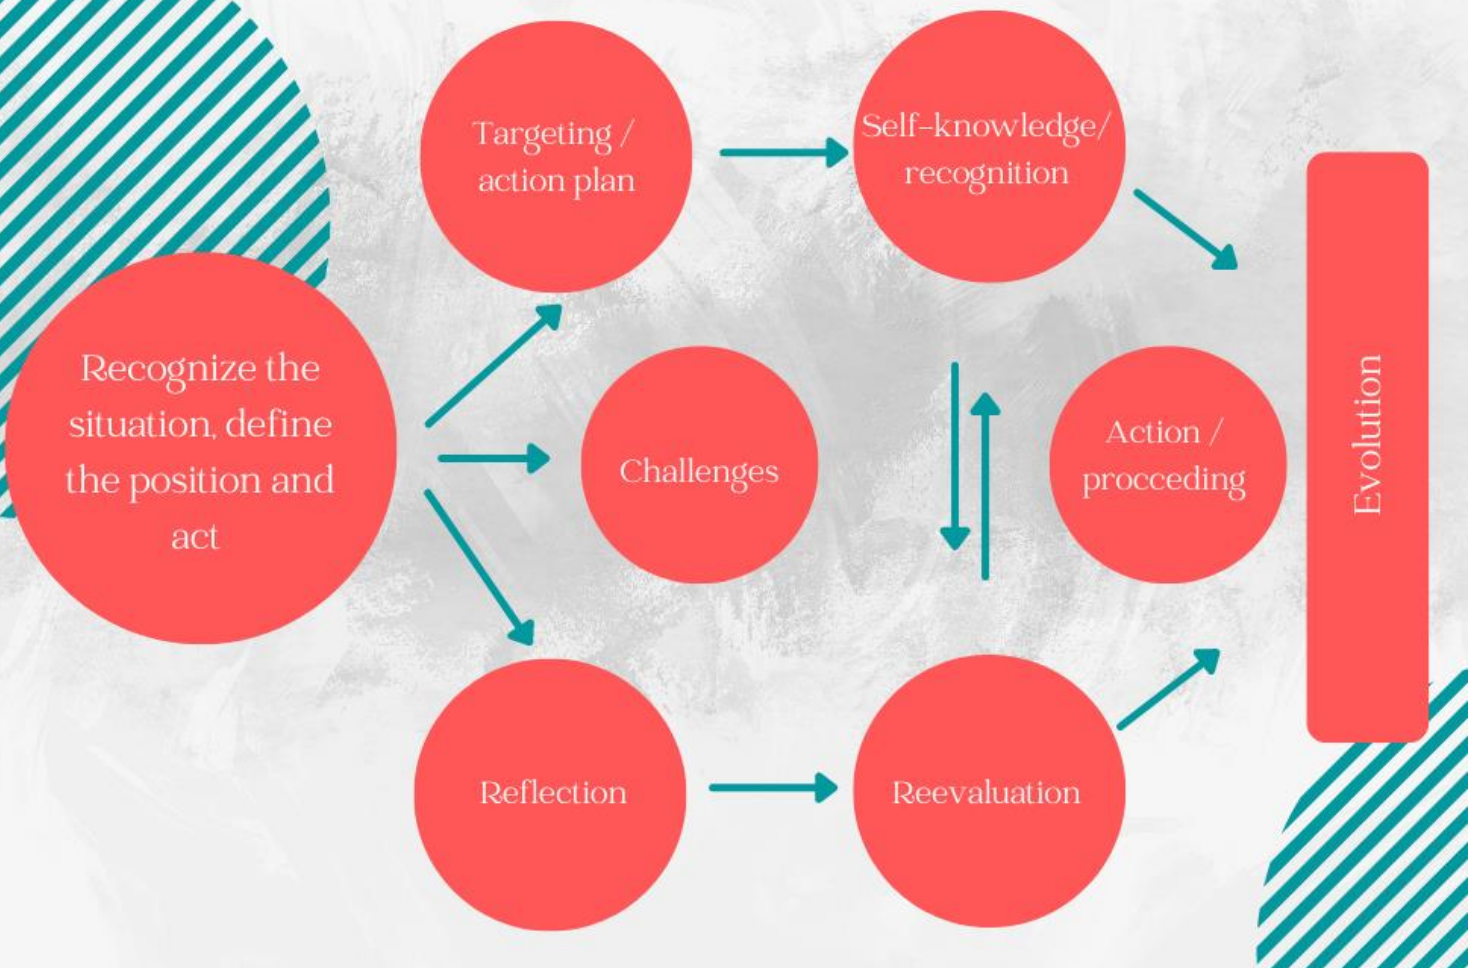 Targeting /
action plan
Self-knowledge/
recognition
Recognize the
situation, define
the position and
act
Challenges
Action /
procceding
Evolution
Reflection
Reevaluation